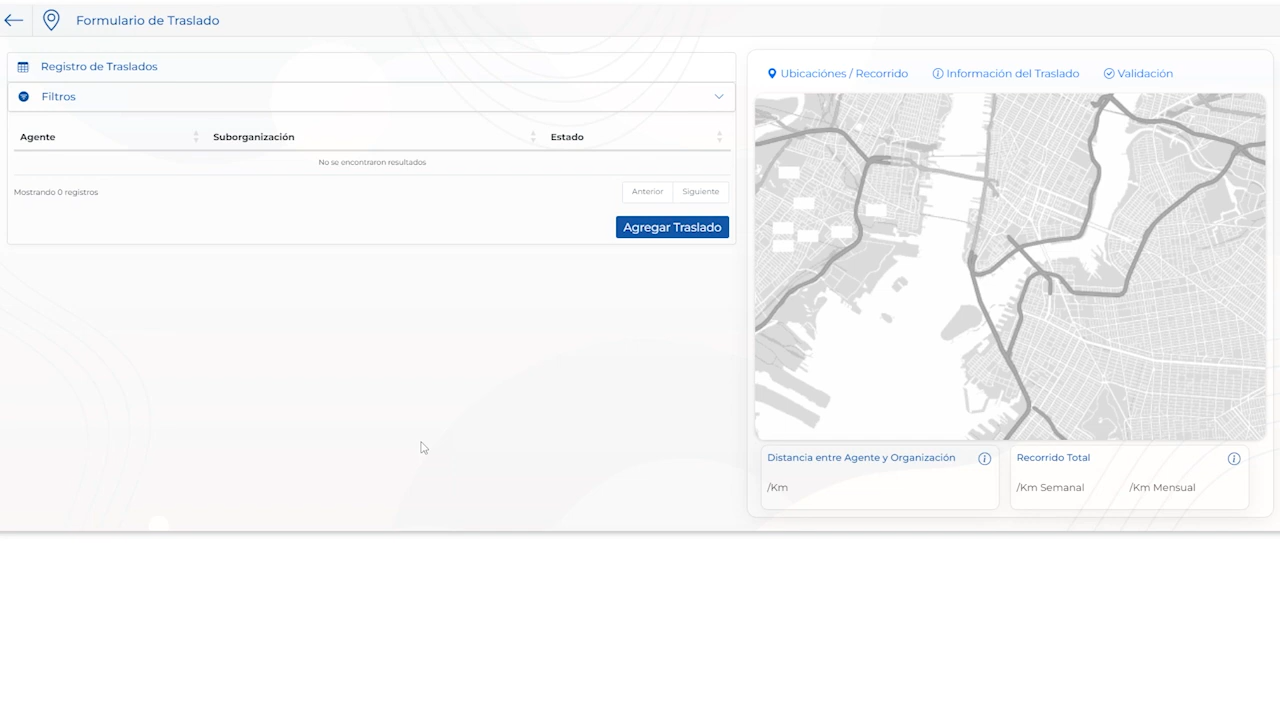 Formulario de Traslado
Registro de Traslados
Filtros
Agente Suborganización Estado
No se encontraron resultados
Mostrando 0 registros
Anterior Siguiente
Agregar Traslado
Ubicaciónes / Recorrido Información del Traslado Validación
Distancia entre Agente y Organización
/Km
Recorrido Total
/Km Semanal /Km Mensual